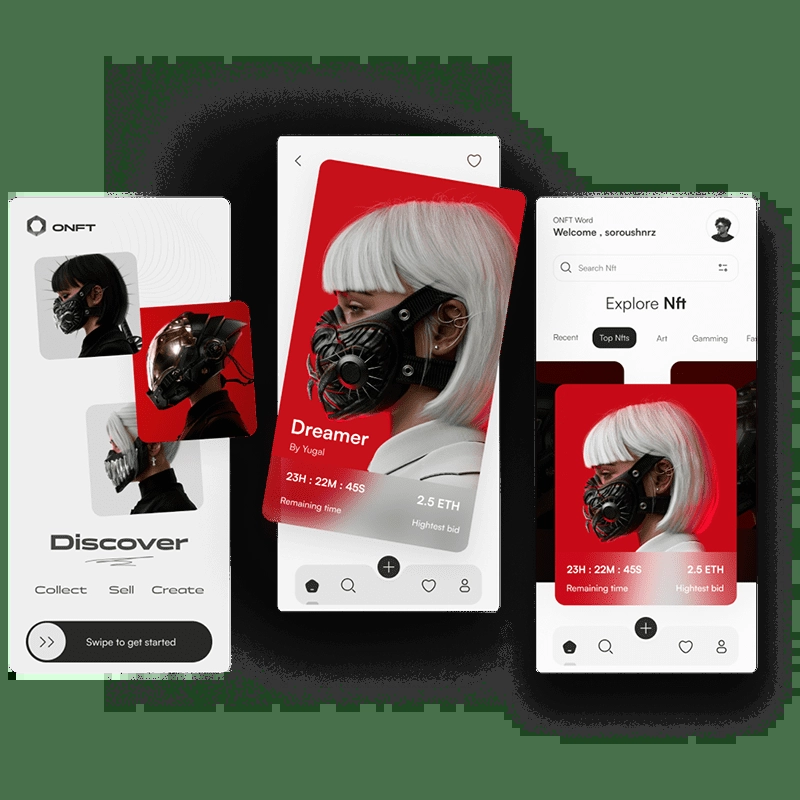 ONFT
Discover
Collect Sell Create
Swipe to get started
Dreamer
By Yugal
23H : 22M : 45S
Remaining time
2.5 ETH
Hightest bid
ONFT Word
Welcome , soroushnrz
Search Nft
Explore Nft
Recent Top Nfts Art Gamming Fas
23H : 22M : 45S 2.5 ETH
Remaining time Hightest bid